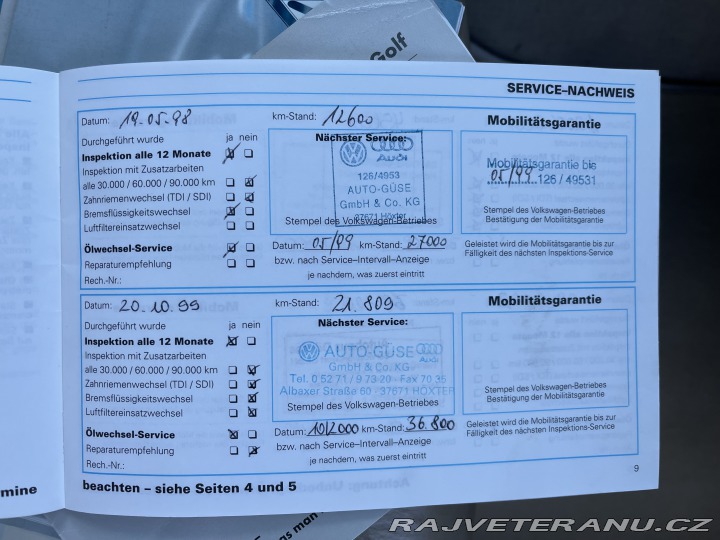 Golf
SERVICE–NACHWEIS
Datum: 19.05.98 km-Stand: 12600
Durchgeführt wurde ja nein
Inspektion alle 12 Monate
Inspektion mit Zusatzarbeiten
alle 30.000 / 60.000 / 90.000 km
Zahnriemenwechsel (TDI / SDI)
Bremsflüssigkeitswechsel
Luftfiltereinsatzwechsel
Ölwechsel-Service
Reparaturempfehlung
Rech.-Nr.:
Nächster Service:
Audi
126/4953
AUTO-GÜSE
GmbH & Co. KG
37671 Höxter
Stempel des Volkswagen-Betriebes
Datum: 05/99 km-Stand: 27000
bzw. nach Service–Intervall–Anzeige
je nachdem, was zuerst eintritt
Mobilitätsgarantie
Mobilitätsgarantie bis
05/99 126 / 49531
Stempel des Volkswagen-Betriebes
Bestätigung der Mobilitätsgarantie
Geleistet wird die Mobilitätsgarantie bis zur
Fälligkeit des nächsten Inspektions-Service
Datum: 20.10.99 km-Stand: 21.809
Durchgeführt wurde ja nein
Inspektion alle 12 Monate
Inspektion mit Zusatzarbeiten
alle 30.000 / 60.000 / 90.000 km
Zahnriemenwechsel (TDI / SDI)
Bremsflüssigkeitswechsel
Luftfiltereinsatzwechsel
Ölwechsel-Service
Reparaturempfehlung
Rech.-Nr.:
Nächster Service:
AUTO-GÜSE Audi
GmbH & Co. KG
Tel. 0 52 71 / 9 73 20 · Fax 70 35
Albaxer Straße 60 · 37671 HÖXTER
Stempel des Volkswagen-Betriebes
Datum: 10/2000 km-Stand: 36.800
bzw. nach Service–Intervall–Anzeige
je nachdem, was zuerst eintritt
Mobilitätsgarantie
Stempel des Volkswagen-Betriebes
Bestätigung der Mobilitätsgarantie
Geleistet wird die Mobilitätsgarantie bis zur
Fälligkeit des nächsten Inspektions-Service
9
mine
beachten – siehe Seiten 4 und 5
as man
RAJVETERANU.CZ